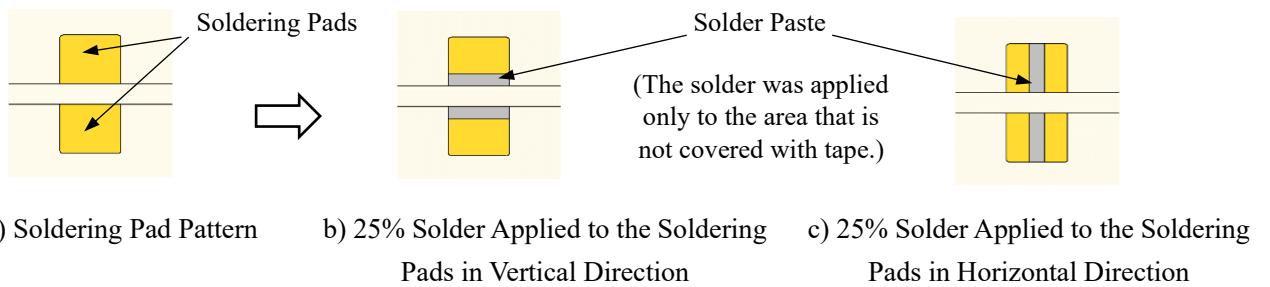 Soldering Pads
Solder Paste
(The solder was applied
only to the area that is
not covered with tape.)
) Soldering Pad Pattern
b) 25% Solder Applied to the Soldering
Pads in Vertical Direction
c) 25% Solder Applied to the Soldering
Pads in Horizontal Direction